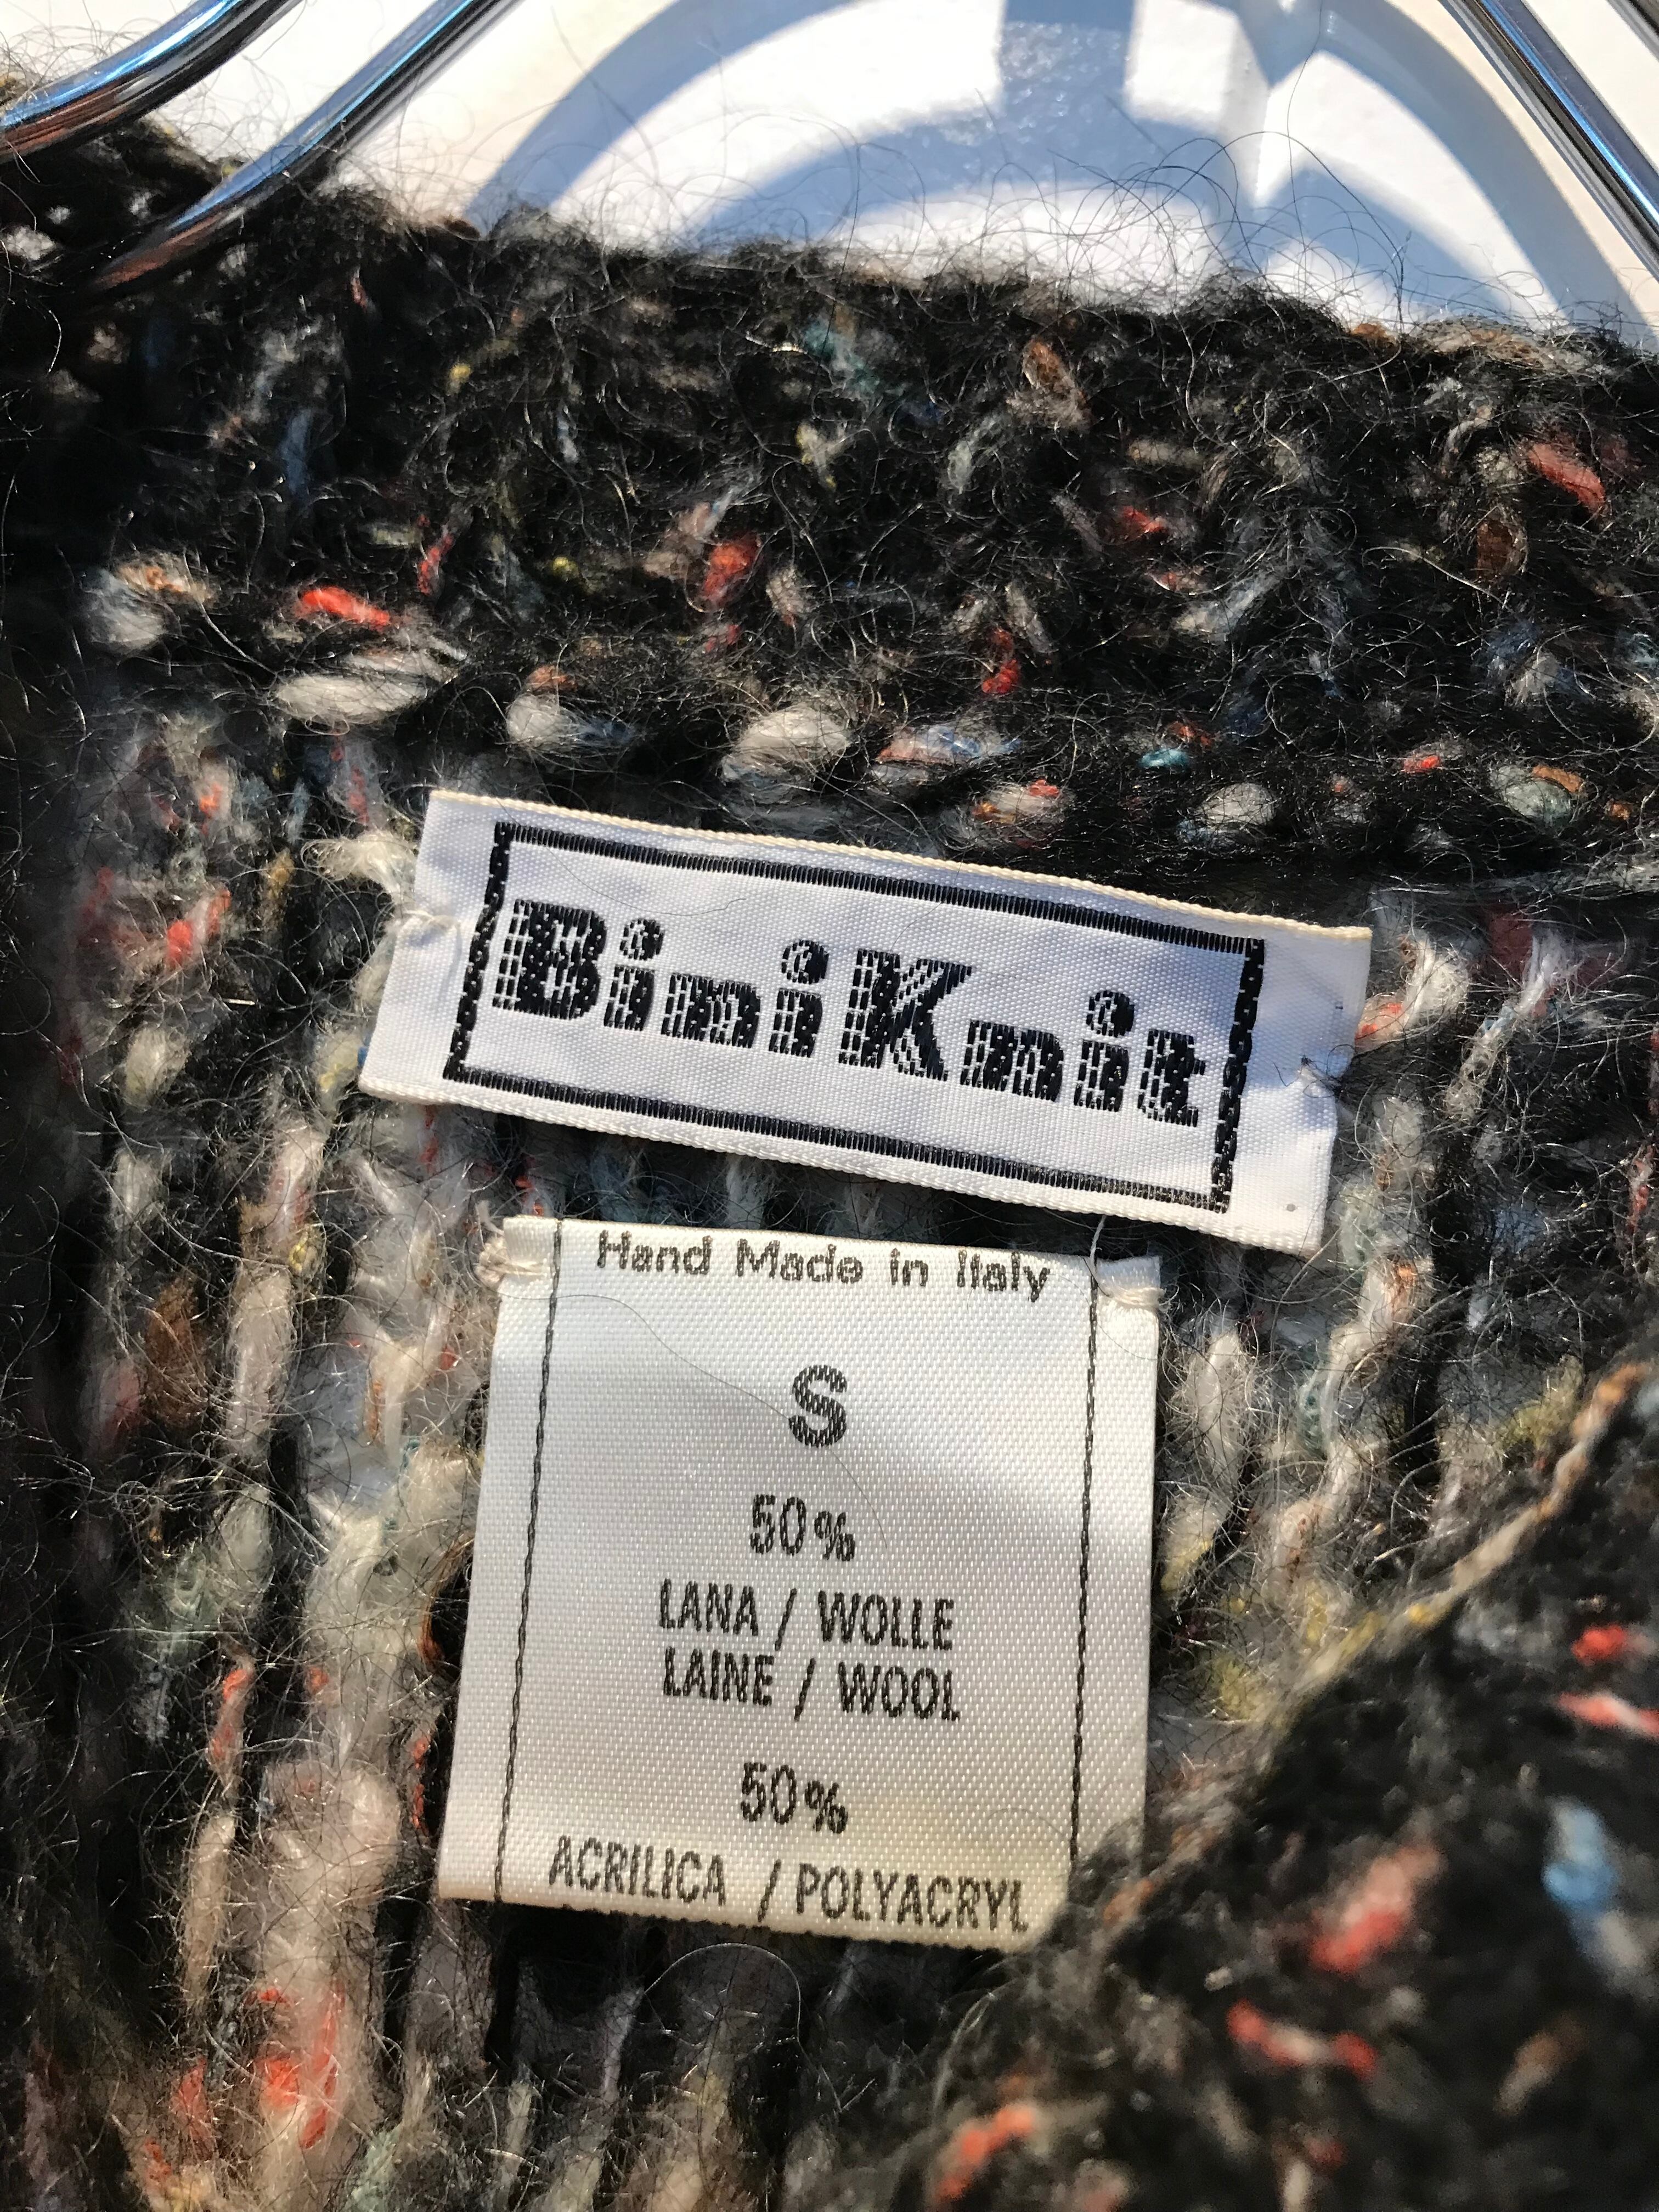 BiniKnit
Hand Made in Italy
S
50%
LANA / WOLLE
LAINE / WOOL
50%
ACRILICA / POLYACRYL